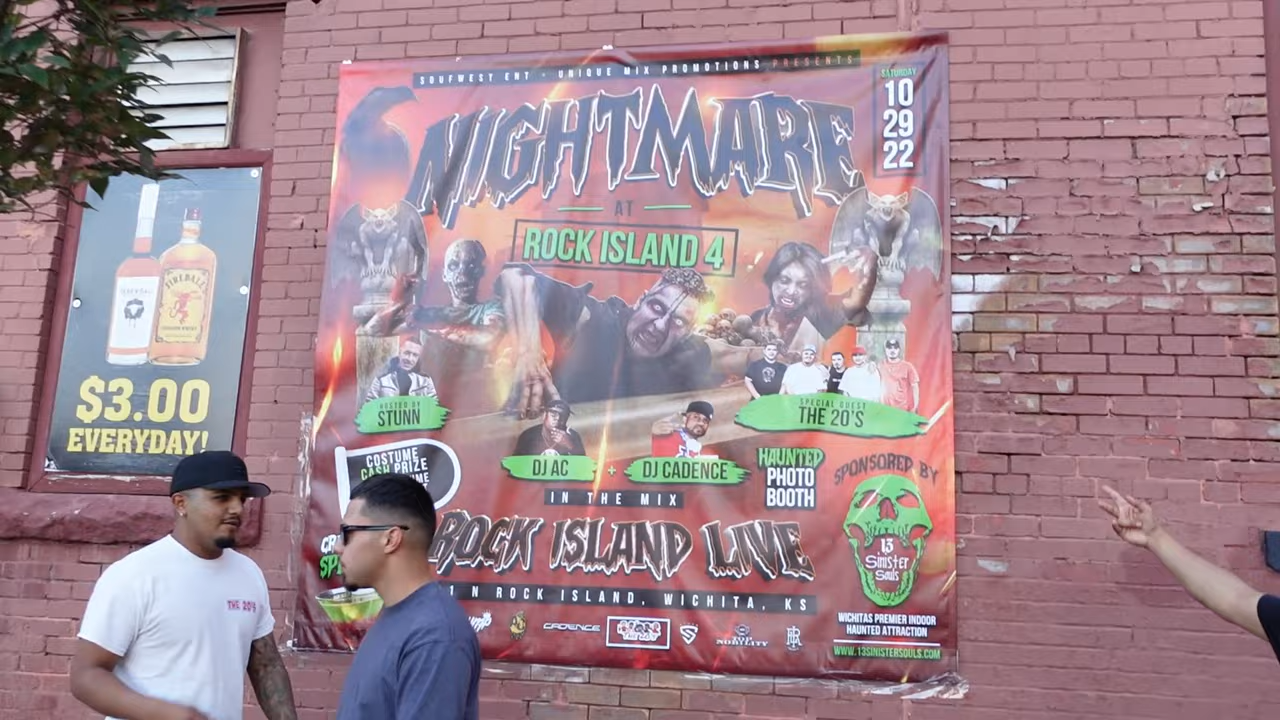 SOUFWEST ENT - UNIQUE MIX PROMOTIONS PRESENTS
NIGHTMARE
SATURDAY
10
29
22
AT
ROCK ISLAND 4
FIREBALL
$3.00
EVERYDAY!
HOSTED BY
STUNN
SPECIAL GUEST
THE 20'S
COSTUME
CASH PRIZE
DJ AC + DJ CADENCE
IN THE MIX
HAUNTED
PHOTO
BOOTH
SPONSORED BY
13
Sinister
Souls
ROCK ISLAND LIVE
N ROCK ISLAND, WICHITA, KS
WICHITAS PREMIER INDOOR
HAUNTED ATTRACTION
WWW.13SINISTERSOULS.COM
CADENCE
THE 20'S
NOBILITY
THE 20'S